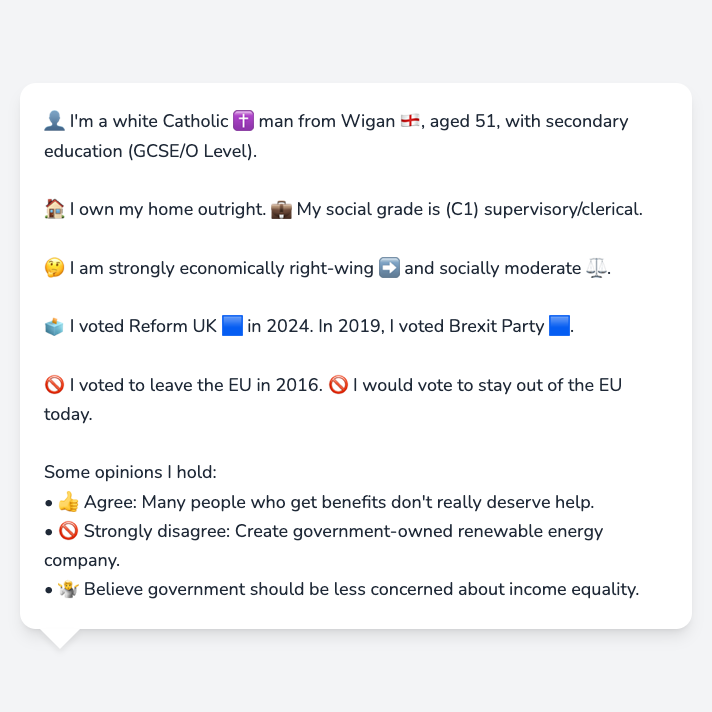 👤 I'm a white Catholic ✝️ man from Wigan 🏴󠁧󠁢󠁥󠁮󠁧󠁿, aged 51, with secondary
education (GCSE/O Level).
🏠 I own my home outright. 💼 My social grade is (C1) supervisory/clerical.
🤔 I am strongly economically right-wing ➡️ and socially moderate ⚖️.
🗳️ I voted Reform UK 🟦 in 2024. In 2019, I voted Brexit Party 🟦.
🚫 I voted to leave the EU in 2016. 🚫 I would vote to stay out of the EU
today.
Some opinions I hold:
• 👍 Agree: Many people who get benefits don't really deserve help.
• 🚫 Strongly disagree: Create government-owned renewable energy
company.
• 🤷 Believe government should be less concerned about income equality.